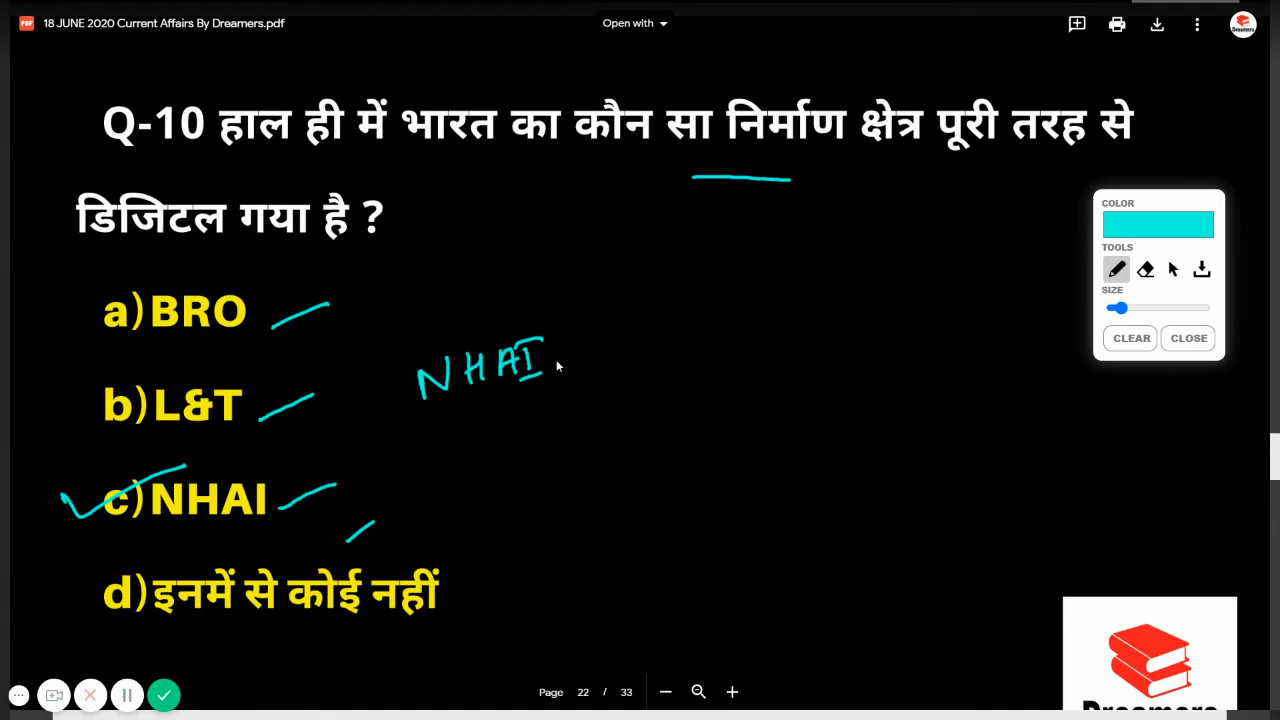 18 JUNE 2020 Current Affairs By Dreamers.pdf
Open with
Dreamers
Q-10 हाल ही में भारत का कौन सा निर्माण क्षेत्र पूरी तरह से
डिजिटल गया है ?
COLOR
TOOLS
SIZE
CLEAR CLOSE
a)BRO
NHAI
b)L&T
c)NHAI
d)इनमें से कोई नहीं
Page 22 / 33
Dreamers